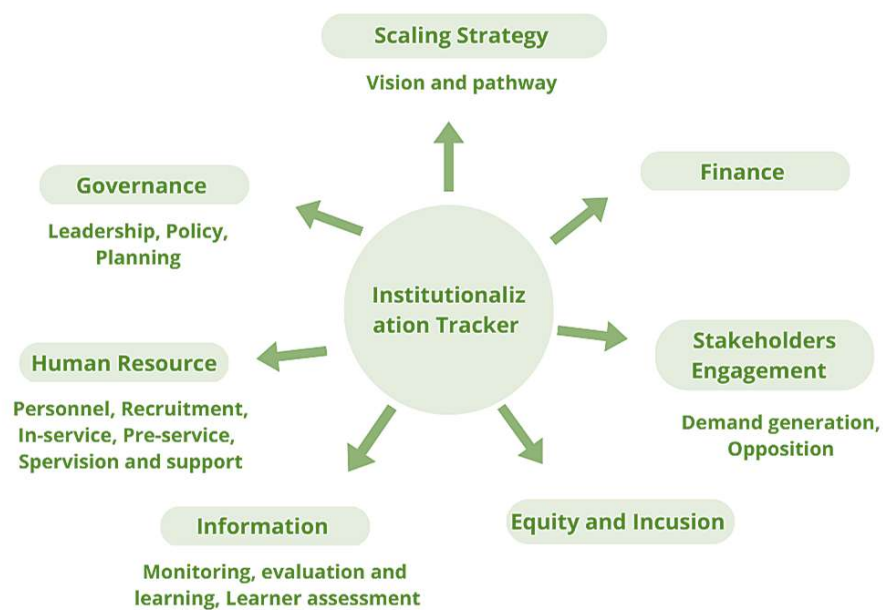 Scaling Strategy
Vision and pathway
Governance
Leadership, Policy,
Planning
Finance
Institutionaliz
ation Tracker
Human Resource
Personnel, Recruitment,
In-service, Pre-service,
Spervision and support
Stakeholders
Engagement
Demand generation,
Opposition
Information
Monitoring, evaluation and
learning, Learner assessment
Equity and Incusion